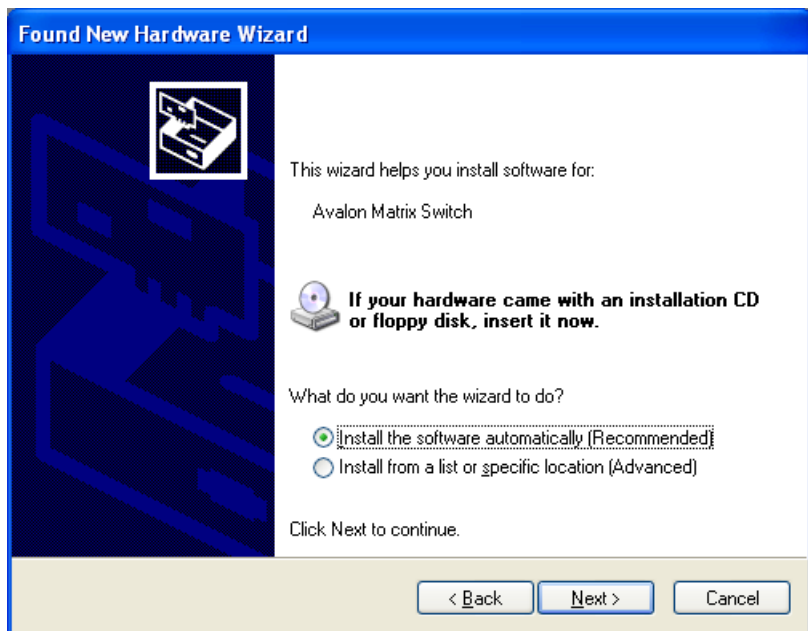 Found New Hardware Wizard
This wizard helps you install software for:
Avalon Matrix Switch
If your hardware came with an installation CD
or floppy disk, insert it now.
What do you want the wizard to do?
Install the software automatically (Recommended)
Install from a list or specific location (Advanced)
Click Next to continue.
< Back
Next >
Cancel